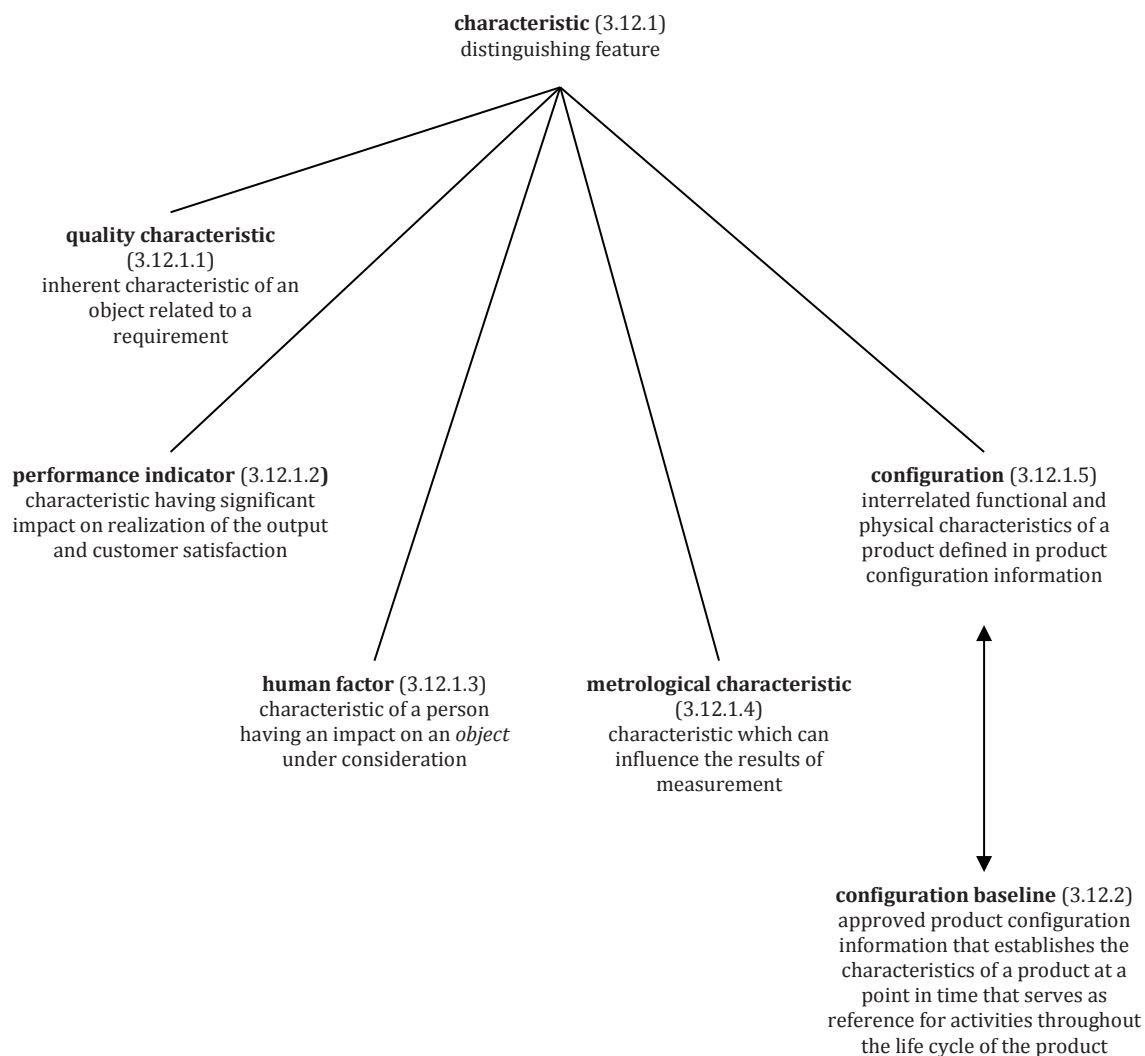 characteristic (3.12.1)
distinguishing feature
quality characteristic
(3.12.1.1)
inherent characteristic of an
object related to a
requirement
performance indicator (3.12.1.2)
characteristic having significant
impact on realization of the output
and customer satisfaction
configuration (3.12.1.5)
interrelated functional and
physical characteristics of a
product defined in product
configuration information
human factor (3.12.1.3)
characteristic of a person
having an impact on an object
under consideration
metrological characteristic
(3.12.1.4)
characteristic which can
influence the results of
measurement
configuration baseline (3.12.2)
approved product configuration
information that establishes the
characteristics of a product at a
point in time that serves as
reference for activities throughout
the life cycle of the product